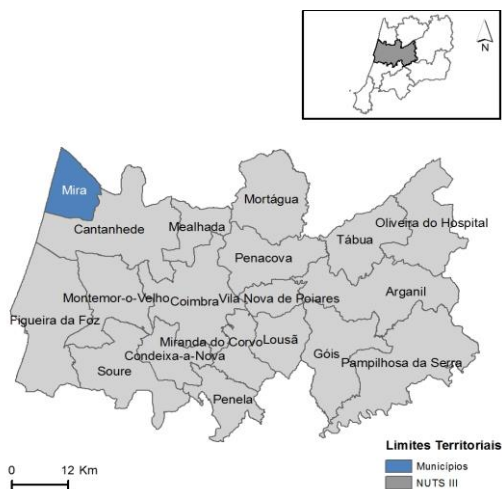 N
Mira
Mortágua
Oliveira do Hospital
Cantanhede
Mealhada
Tábua
Penacova
Arganil
Montemor-o-Velho
Coimbra
Vila Nova de Poiares
Figueira da Foz
Miranda do Corvo
Lousã
Condeixa-a-Nova
Góis
Pampilhosa da Serra
Soure
Penela
Limites Territoriais
0 12 Km
Municípios
NUTS III